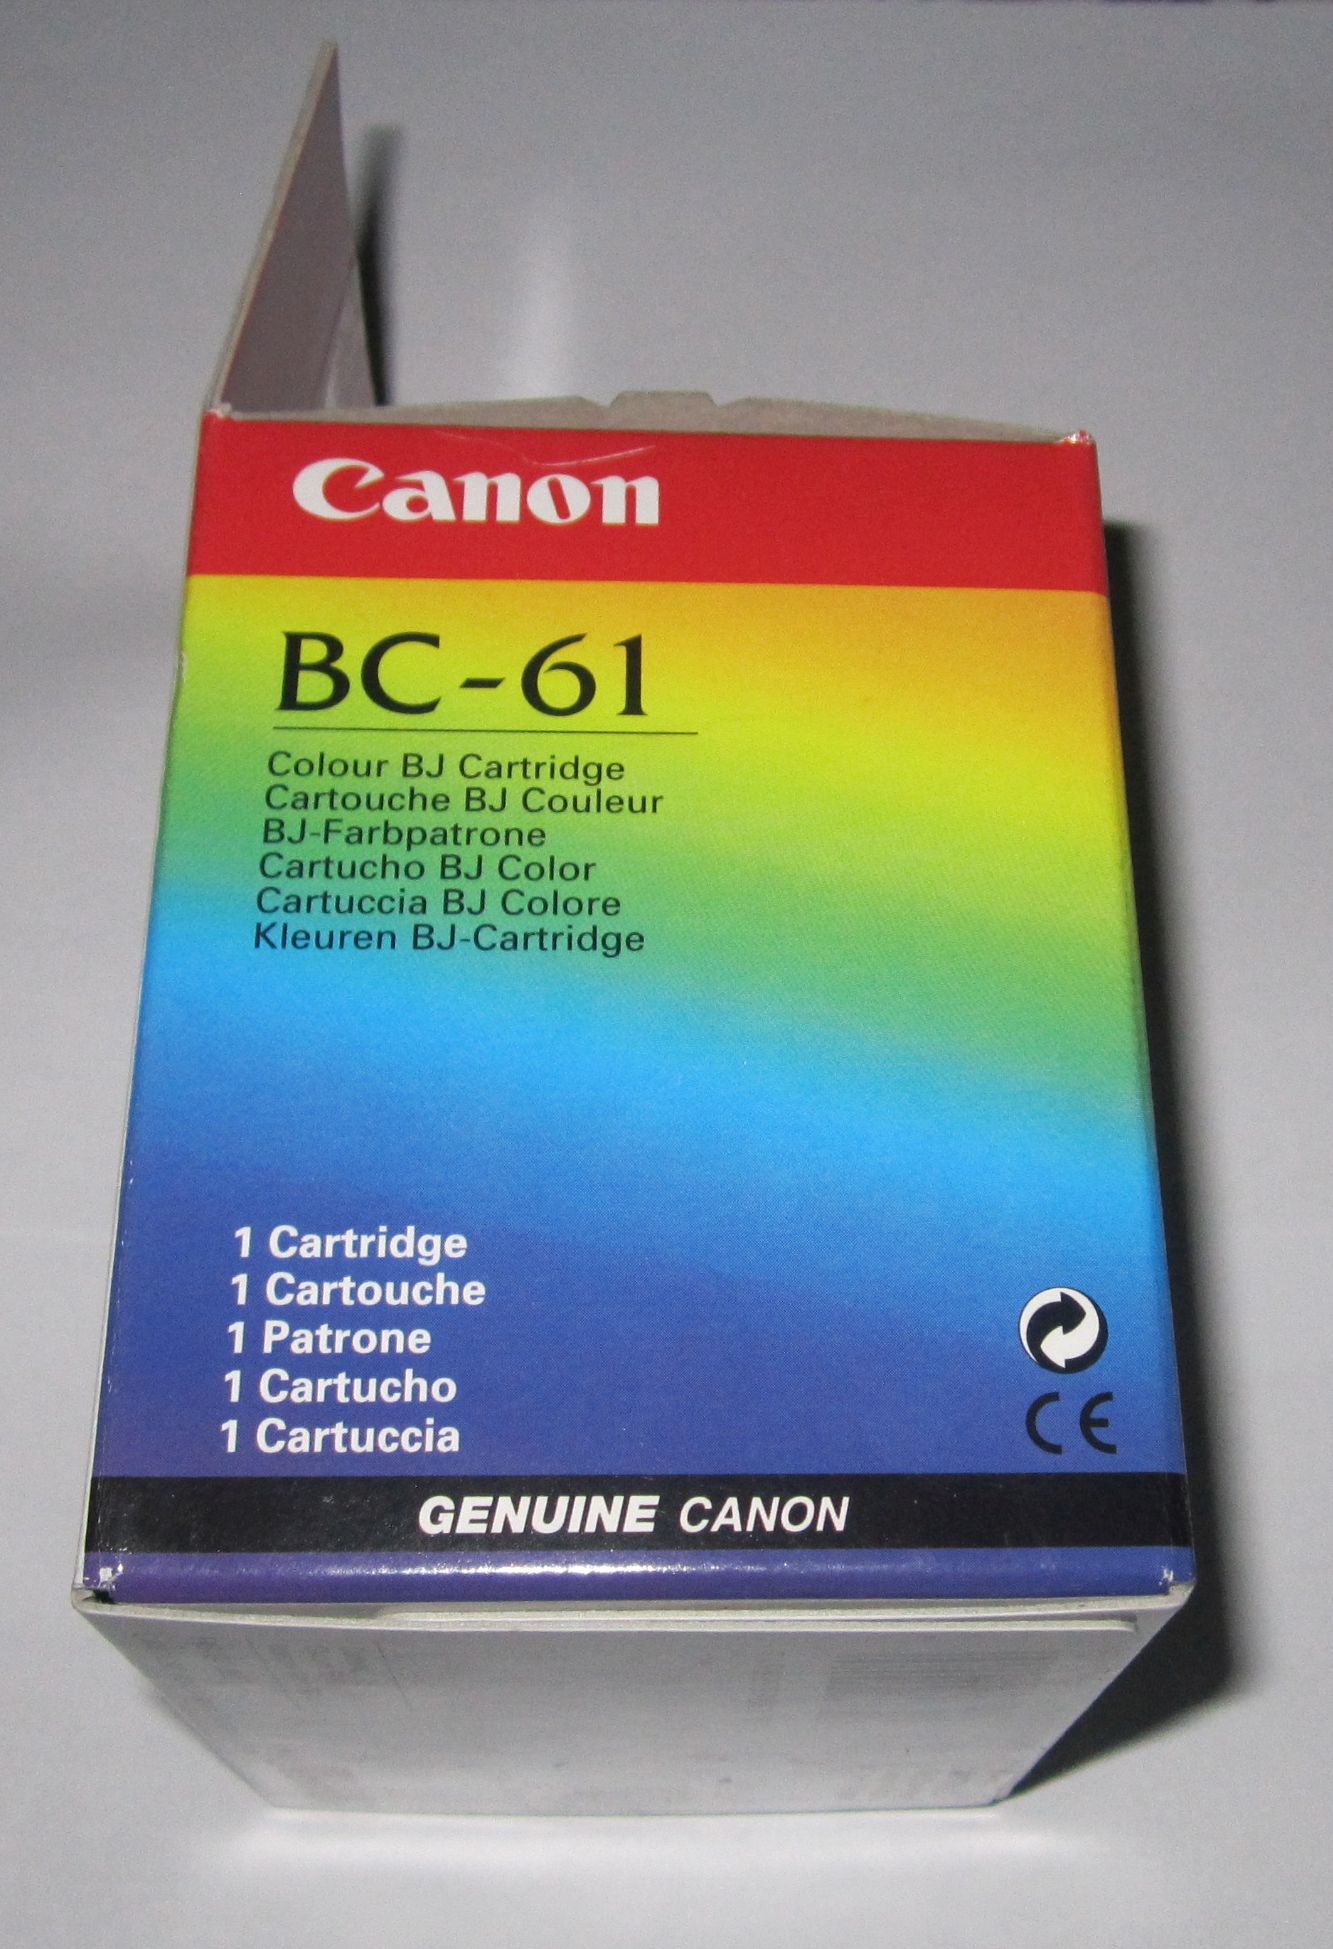 Canon
BC-61
Colour BJ Cartridge
Cartouche BJ Couleur
BJ-Farbpatrone
Cartucho BJ Color
Cartuccia BJ Colore
Kleuren BJ-Cartridge
1 Cartridge
1 Cartouche
1 Patrone
1 Cartucho
1 Cartuccia
CE
GENUINE CANON